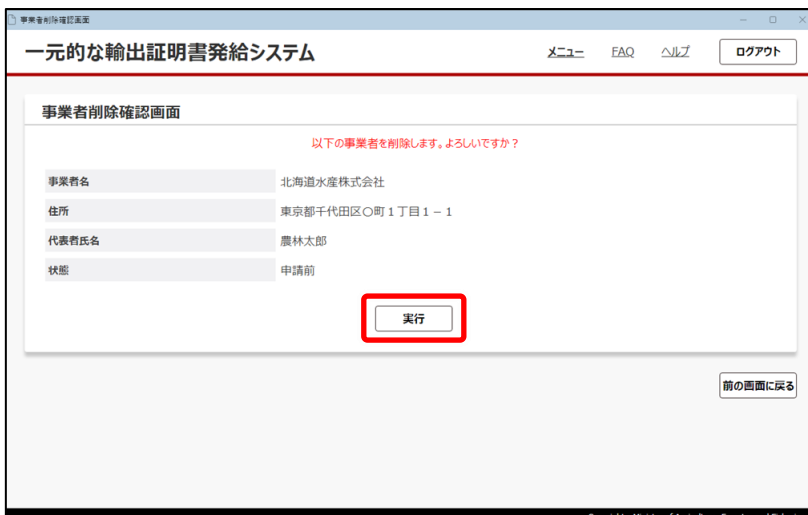 事業者削除確認画面
一元的な輸出証明書発給システム
メニュー FAQ ヘルプ ログアウト
事業者削除確認画面
以下の事業者を削除します。よろしいですか？
事業者名 北海道水産株式会社
住所 東京都千代田区〇町１丁目１－１
代表者氏名 農林太郎
状態 申請前
実行
前の画面に戻る